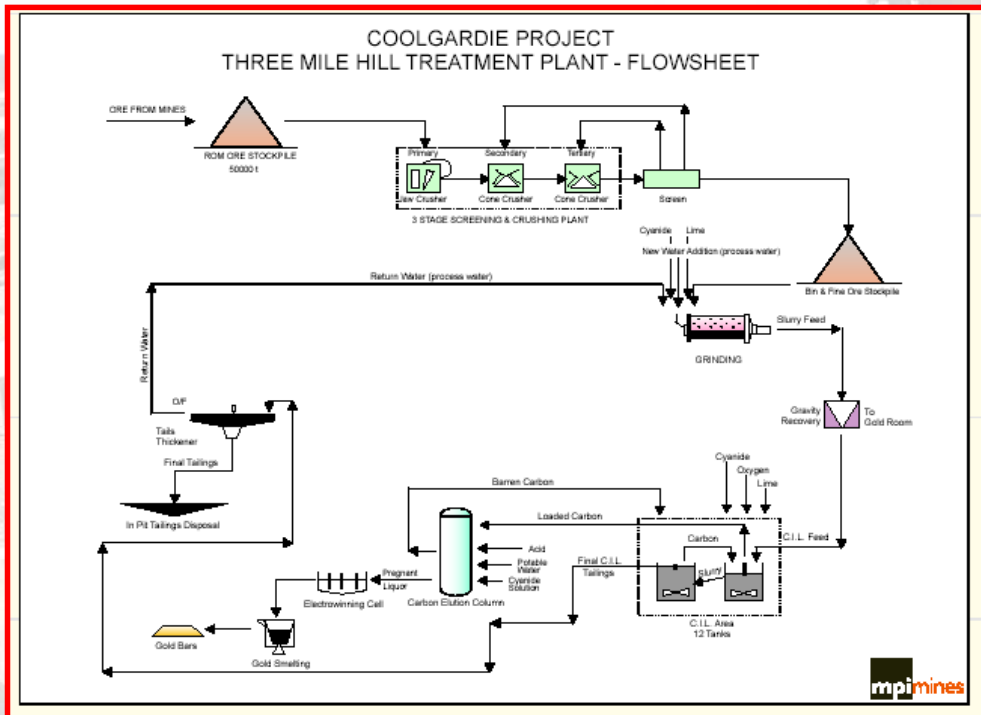 COOLGARDIE PROJECT
THREE MILE HILL TREATMENT PLANT - FLOWSHEET
ORE FROM MINES
ROM ORE STOCKPILE
50000 t
Primary
Secondary
Tertiary
Jaw Crusher
Cone Crusher
Cone Crusher
Screen
3 STAGE SCREENING & CRUSHING PLANT
Cyanide
Lime
New Water Addition (process water)
Bin & Fine Ore Stockpile
Return Water (process water)
Return Water
Slurry Feed
GRINDING
O/F
Tails
Thickener
Gravity
Recovery
To
Gold Room
Final Tailings
In Pit Tailings Disposal
Cyanide
Oxygen
Lime
Barren Carbon
Loaded Carbon
Carbon
C.I.L. Feed
Acid
Potable
Water
Cyanide
Solution
Final C.I.L.
Tailings
Slurry
Pregnant
Liquor
Electrowinning Cell
Carbon Elution Column
C.I.L. Area
12 Tanks
Gold Bars
Gold Smelting
mpimines